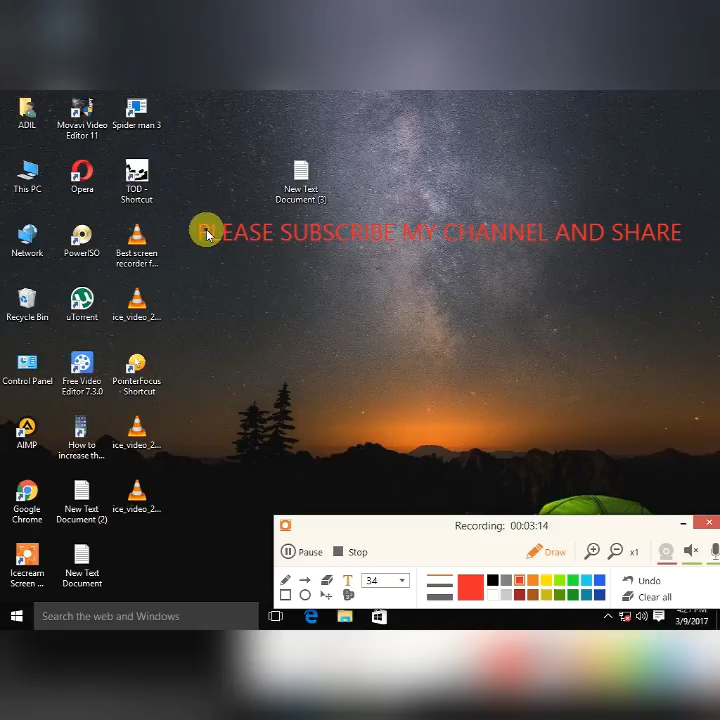 ADIL
Movavi Video
Editor 11
Spider man 3
This PC
Opera
TOD -
Shortcut
New Text
Document (3)
PLEASE SUBSCRIBE MY CHANNEL AND SHARE
Network
PowerISO
Best screen
recorder f...
Recycle Bin
uTorrent
ice_video_2...
Control Panel
Free Video
Editor 7.3.0
PointerFocus
- Shortcut
AIMP
How to
increase th...
ice_video_2...
Google
Chrome
New Text
Document (2)
ice_video_2...
Icecream
Screen ...
New Text
Document
Recording: 00:03:14
Pause
Stop
Draw
x1
T
34
Undo
Clear all
Search the web and Windows
4:21 PM
3/9/2017